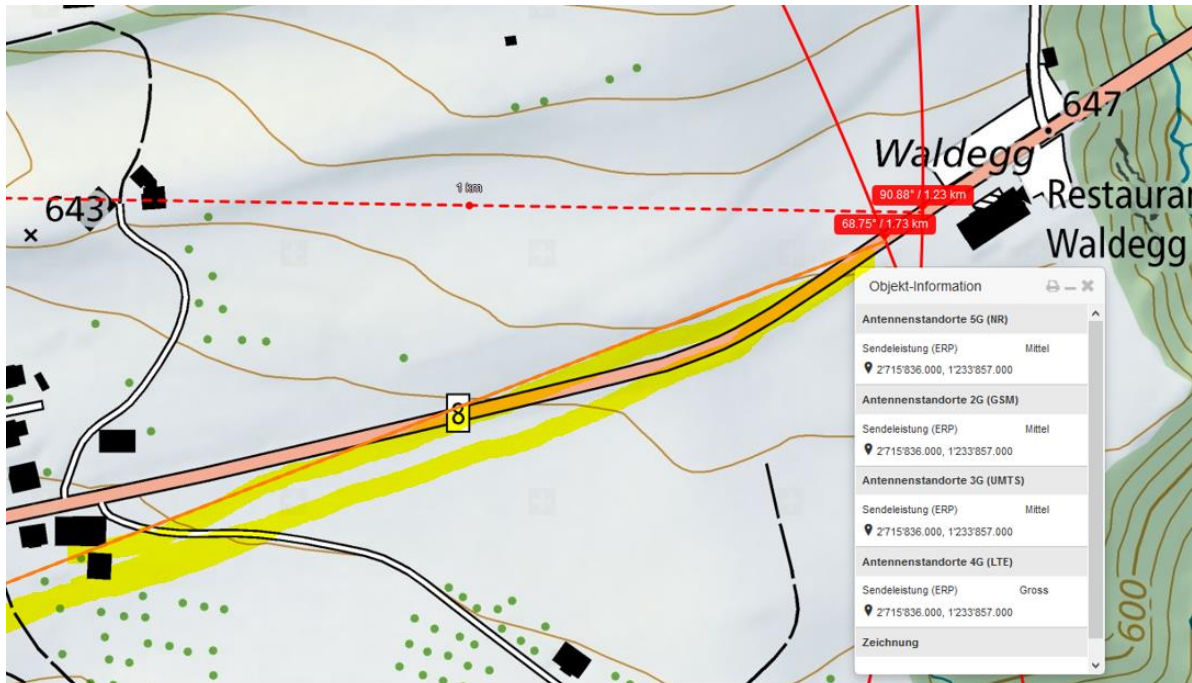 647
Waldegg
90.88° / 1.23 km
1 km
643
68.75° / 1.73 km
Restaurar
Waldegg
8
Objekt-Information
Antennenstandorte 5G (NR)
Sendeleistung (ERP) Mittel
2'715'836.000, 1'233'857.000
Antennenstandorte 2G (GSM)
Sendeleistung (ERP) Mittel
2'715'836.000, 1'233'857.000
Antennenstandorte 3G (UMTS)
Sendeleistung (ERP) Mittel
2'715'836.000, 1'233'857.000
Antennenstandorte 4G (LTE)
Sendeleistung (ERP) Gross
2'715'836.000, 1'233'857.000
Zeichnung
600